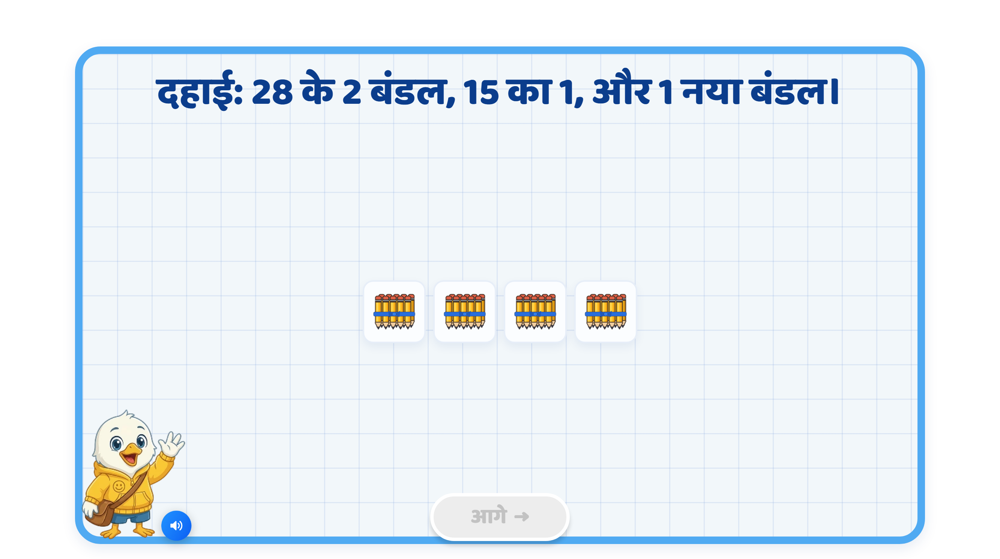 दहाई: 28 के 2 बंडल, 15 का 1, और 1 नया बंडल।
आगे →